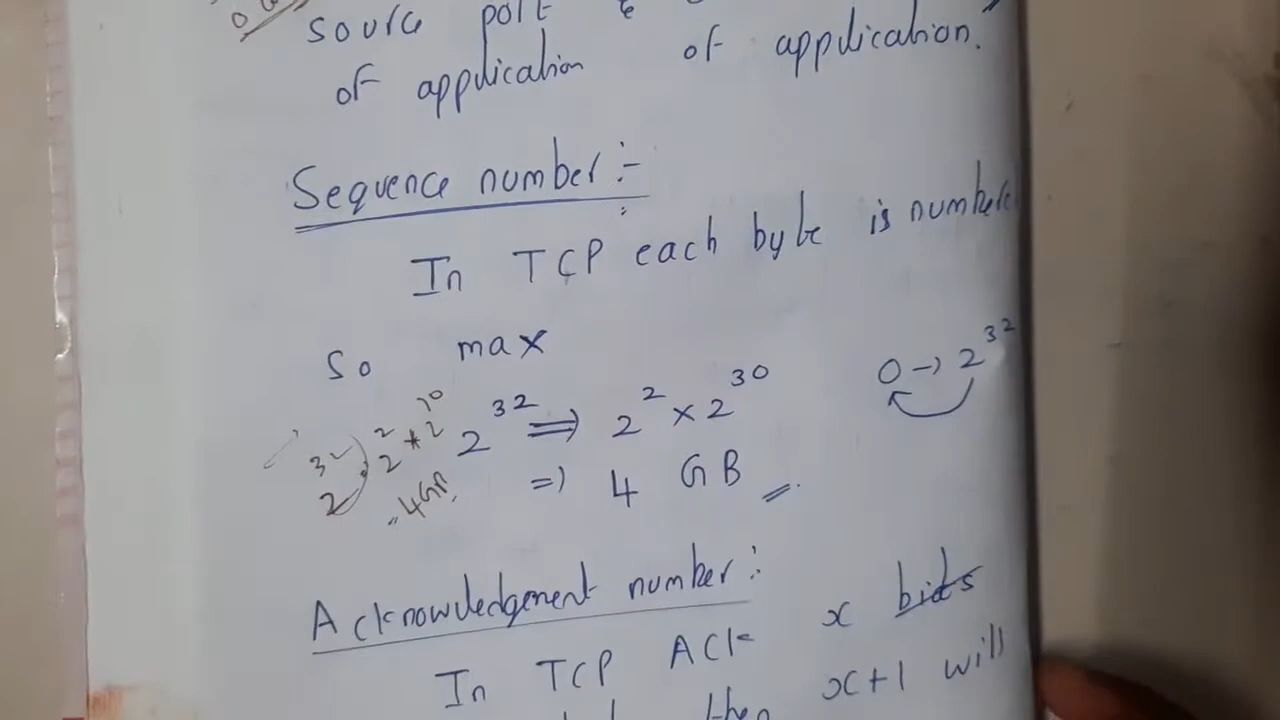 source port &
of application of application.
Sequence number :-
In TCP each byte is number
So max
0 → 2^32
2^32 ⇒ 2^2 × 2^30
2^32 2^2 * 2^10
4GB
⇒ 4 GB
Acknowledgement number :
In TCP ACK x bits
then x+1 will